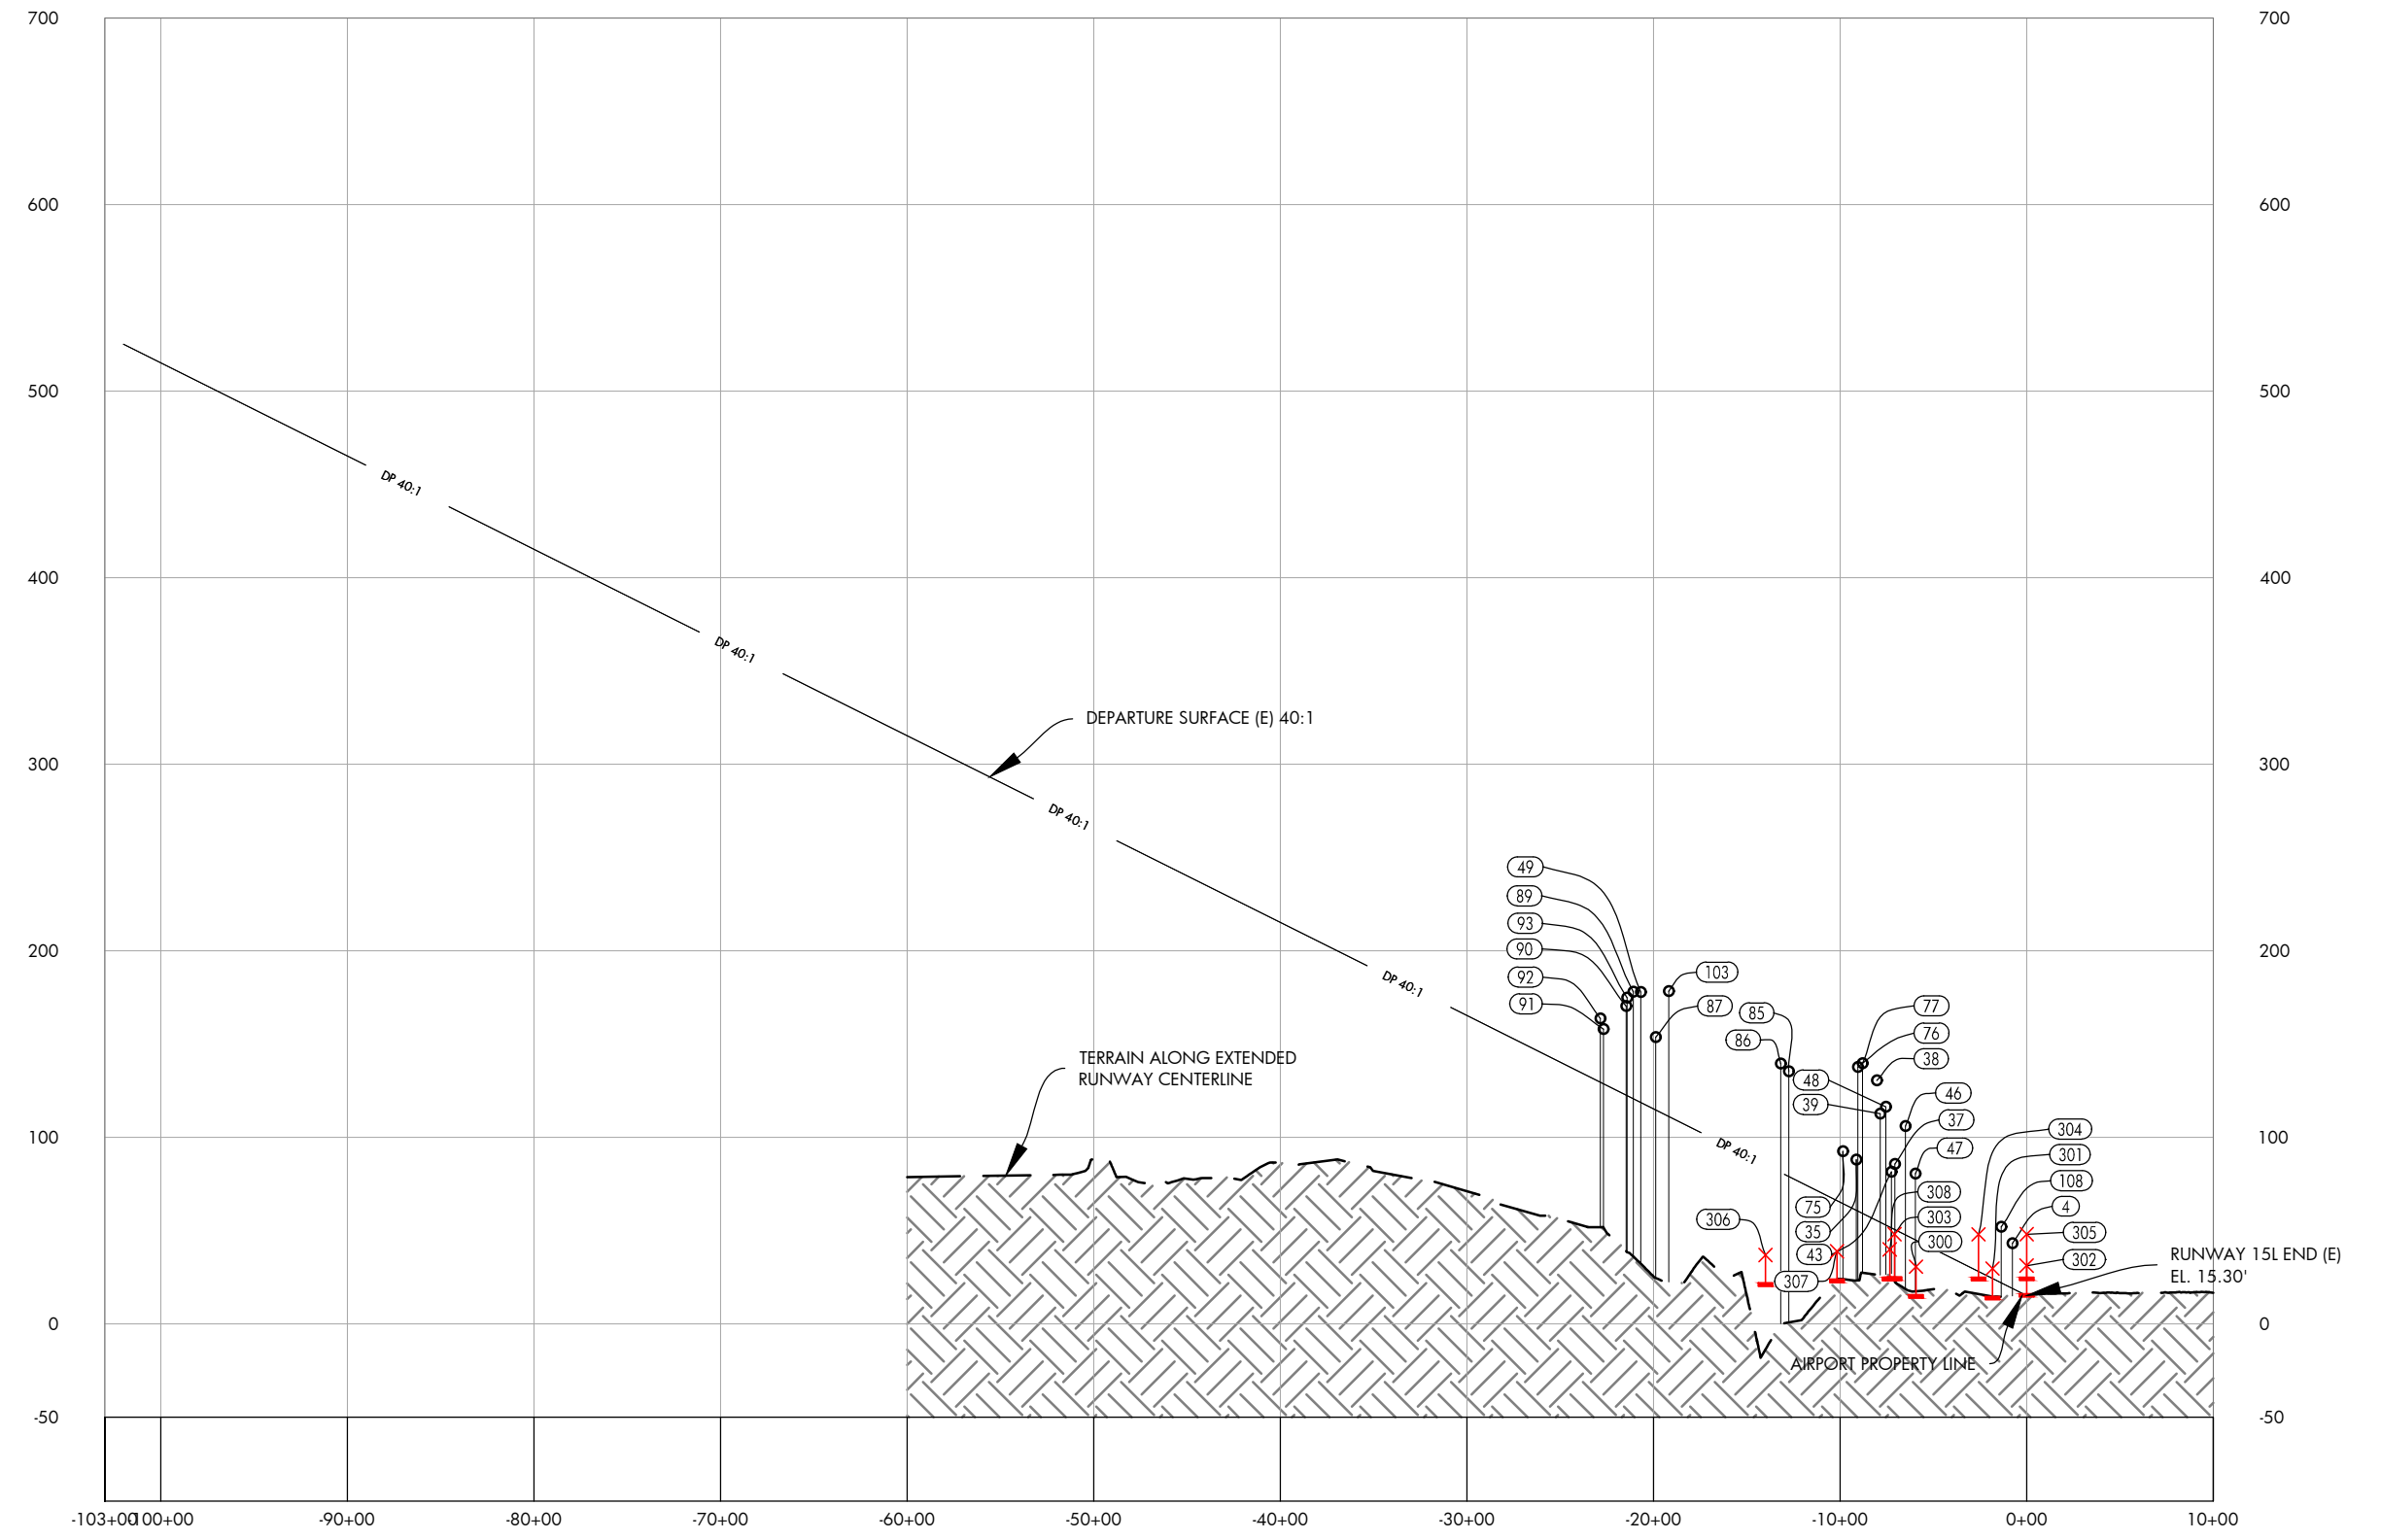 700 700
600 600
500 500
DP 40:1
400 400
DP 40:1
DEPARTURE SURFACE (E) 40:1
300 300
DP 40:1
49
89
93
200 90 200
92 103
DP 40:1
91 87 85 77
86 76
TERRAIN ALONG EXTENDED 38
RUNWAY CENTERLINE 48
39 46
37
100 304 100
DP 40:1 47
301
108
308
75 4
306 303
35 305
300
43 302
RUNWAY 15L END (E)
307
EL. 15.30'
0 0
AIRPORT PROPERTY LINE
-50 -50
-103+00 -100+00 -90+00 -80+00 -70+00 -60+00 -50+00 -40+00 -30+00 -20+00 -10+00 0+00 10+00